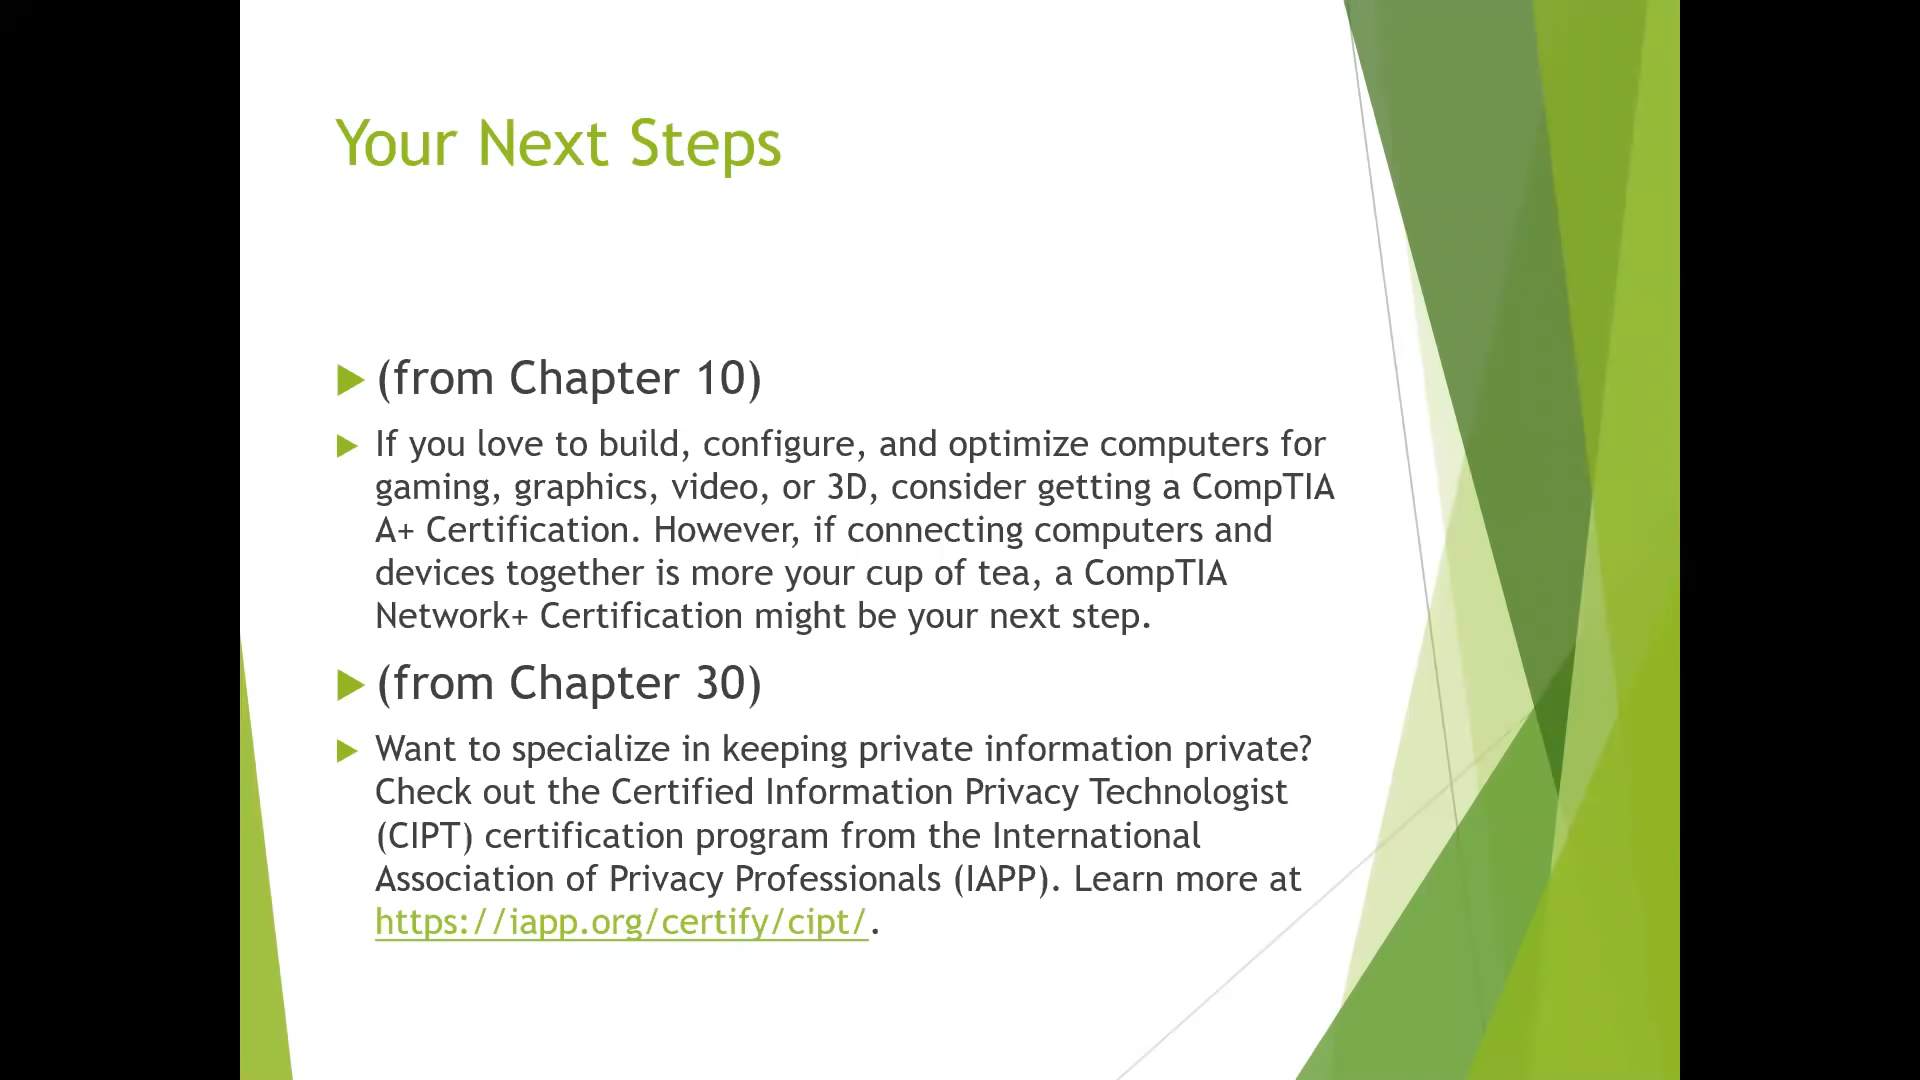 Your Next Steps
(from Chapter 10)
If you love to build, configure, and optimize computers for
gaming, graphics, video, or 3D, consider getting a CompTIA
A+ Certification. However, if connecting computers and
devices together is more your cup of tea, a CompTIA
Network+ Certification might be your next step.
(from Chapter 30)
Want to specialize in keeping private information private?
Check out the Certified Information Privacy Technologist
(CIPT) certification program from the International
Association of Privacy Professionals (IAPP). Learn more at
https://iapp.org/certify/cipt/.